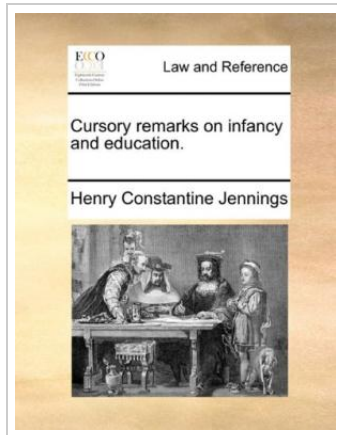 ECCO
Law and Reference
Cursory remarks on infancy
and education.
Henry Constantine Jennings